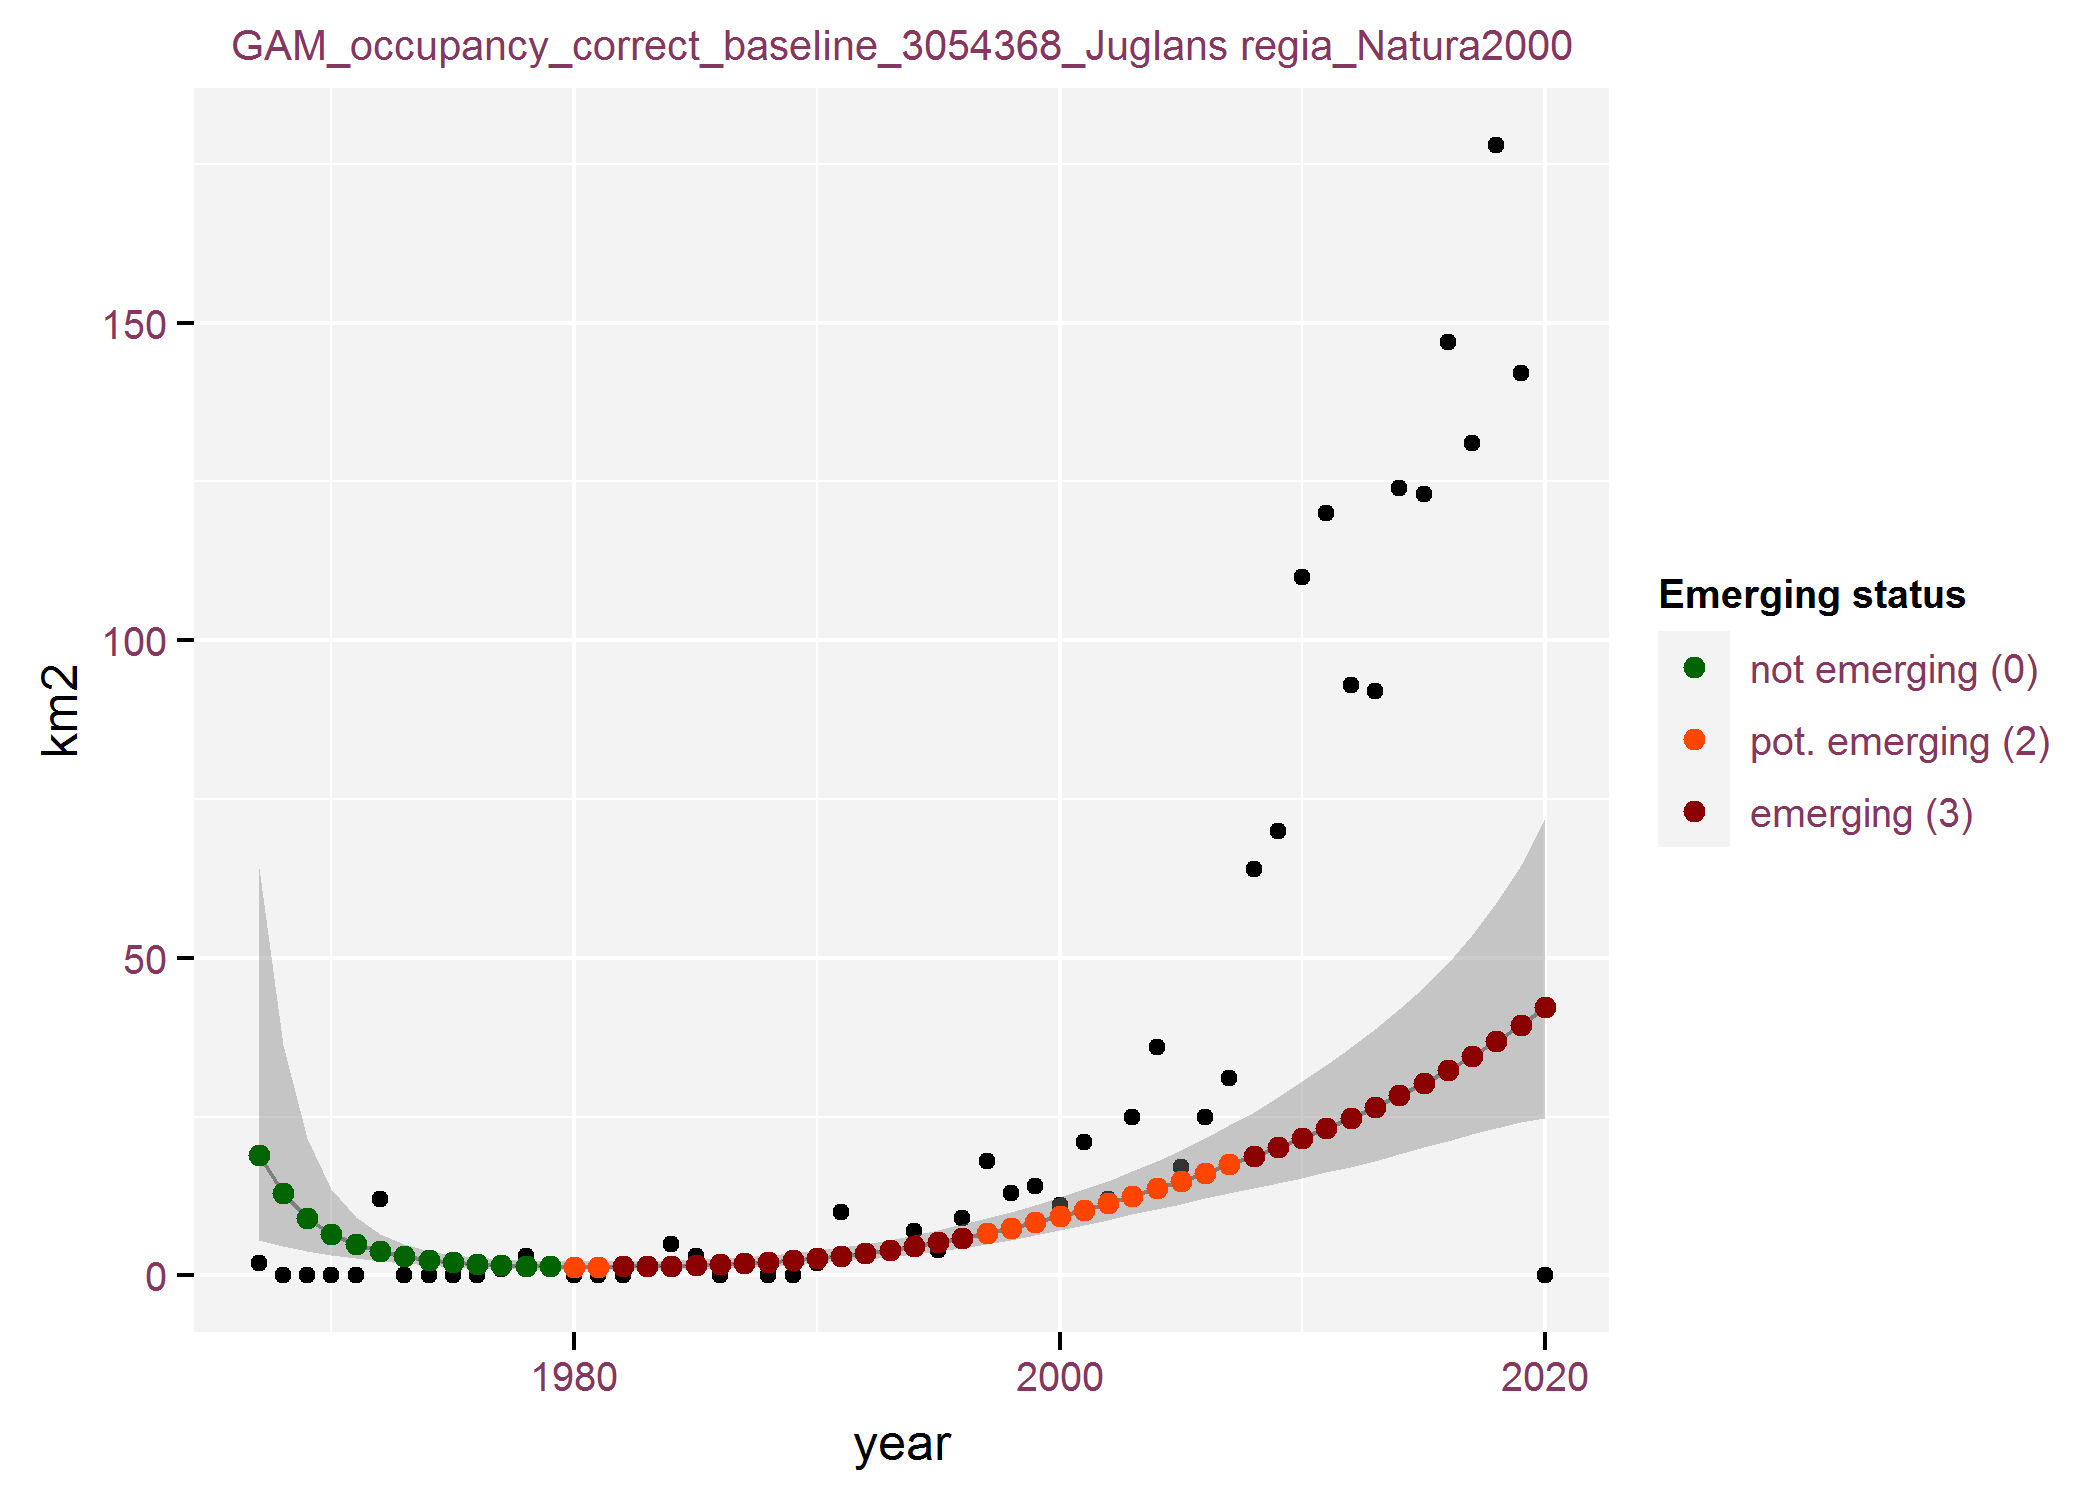 GAM_occupancy_correct_baseline_3054368_Juglans regia_Natura2000
150
100
50
0
km2
1980
2000
2020
year
Emerging status
not emerging (0)
pot. emerging (2)
emerging (3)